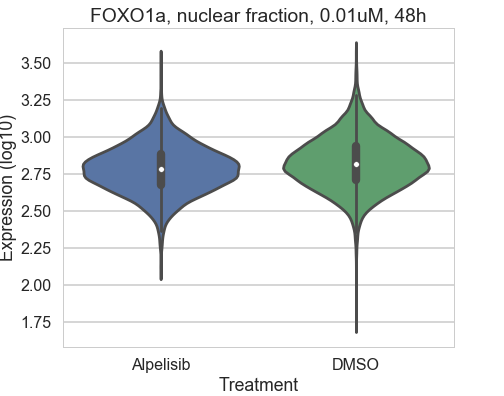 FOXO1a, nuclear fraction, 0.01uM, 48h
Expression (log10)
3.50
3.25
3.00
2.75
2.50
2.25
2.00
1.75
Alpelisib
DMSO
Treatment